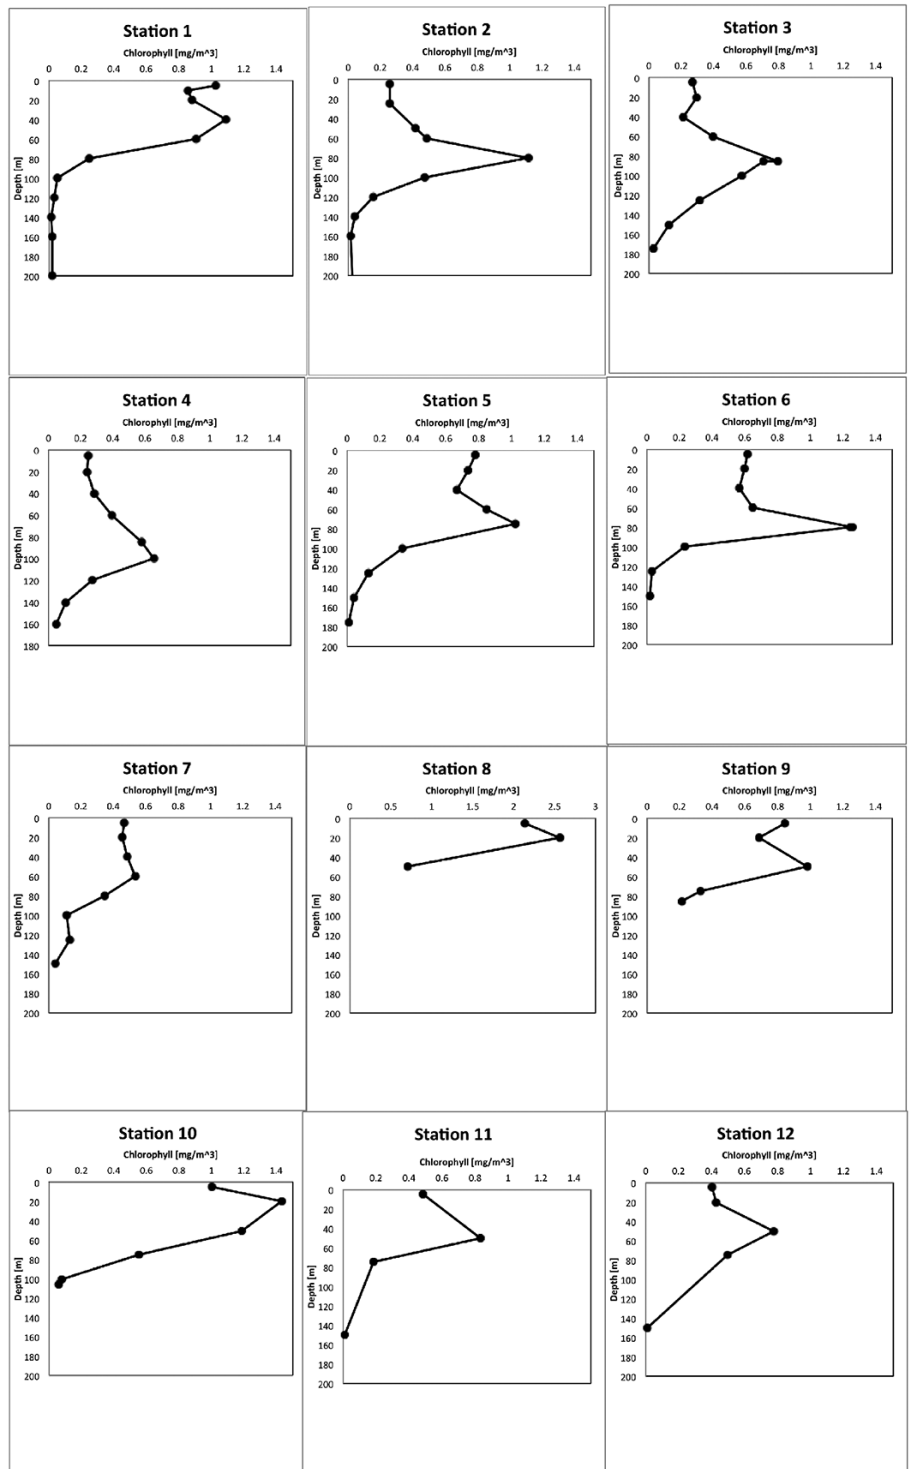 Station 1
Chlorophyll [mg/m^3]
0 0.2 0.4 0.6 0.8 1 1.2 1.4
Depth [m]
0
20
40
60
80
100
120
140
160
180
200
Station 2
Chlorophyll [mg/m^3]
0 0.2 0.4 0.6 0.8 1 1.2 1.4
Depth [m]
0
20
40
60
80
100
120
140
160
180
200
Station 3
Chlorophyll [mg/m^3]
0 0.2 0.4 0.6 0.8 1 1.2 1.4
Depth [m]
0
20
40
60
80
100
120
140
160
180
200
Station 4
Chlorophyll [mg/m^3]
0 0.2 0.4 0.6 0.8 1 1.2 1.4
Depth [m]
0
20
40
60
80
100
120
140
160
180
Station 5
Chlorophyll [mg/m^3]
0 0.2 0.4 0.6 0.8 1 1.2 1.4
Depth [m]
0
20
40
60
80
100
120
140
160
180
200
Station 6
Chlorophyll [mg/m^3]
0 0.2 0.4 0.6 0.8 1 1.2 1.4
Depth [m]
0
20
40
60
80
100
120
140
160
180
200
Station 7
Chlorophyll [mg/m^3]
0 0.2 0.4 0.6 0.8 1 1.2 1.4
Depth [m]
0
20
40
60
80
100
120
140
160
180
200
Station 8
Chlorophyll [mg/m^3]
0 0.5 1 1.5 2 2.5 3
Depth [m]
0
20
40
60
80
100
120
140
160
180
200
Station 9
Chlorophyll [mg/m^3]
0 0.2 0.4 0.6 0.8 1 1.2 1.4
Depth [m]
0
20
40
60
80
100
120
140
160
180
200
Station 10
Chlorophyll [mg/m^3]
0 0.2 0.4 0.6 0.8 1 1.2 1.4
Depth [m]
0
20
40
60
80
100
120
140
160
180
200
Station 11
Chlorophyll [mg/m^3]
0 0.2 0.4 0.6 0.8 1 1.2 1.4
Depth [m]
0
20
40
60
80
100
120
140
160
180
200
Station 12
Chlorophyll [mg/m^3]
0 0.2 0.4 0.6 0.8 1 1.2 1.4
Depth [m]
0
20
40
60
80
100
120
140
160
180
200